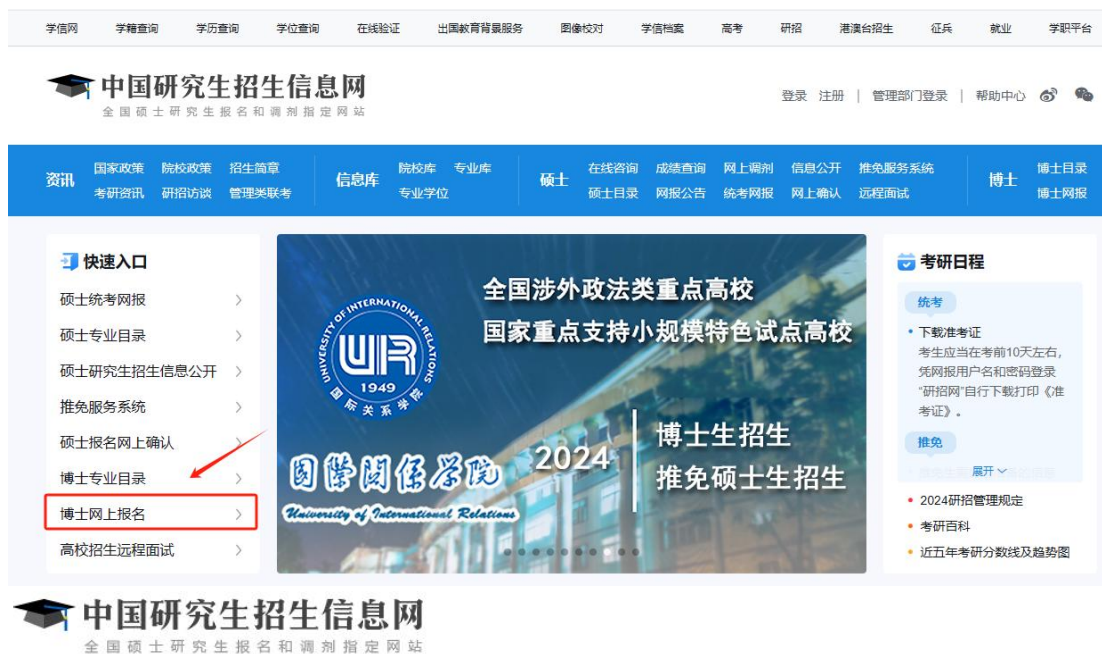 学信网 学籍查询 学历查询 学位查询 在线验证 出国教育背景服务 图像校对 学信档案 高考 研招 港澳台招生 征兵 就业 学职平台
中国研究生招生信息网
全国硕士研究生报名和调剂指定网站
登录 注册 | 管理部门登录 | 帮助中心
资讯
国家政策 院校政策 招生简章
考研资讯 研招访谈 管理类联考
信息库
院校库 专业库
专业学位
硕士
在线咨询 成绩查询 网上调剂 信息公开 推免服务系统
硕士目录 网报公告 统考网报 网上确认 远程面试
博士
博士目录
博士网报
快速入口
硕士统考网报
硕士专业目录
硕士研究生招生信息公开
推免服务系统
硕士报名网上确认
博士专业目录
博士网上报名
高校招生远程面试
全国涉外政法类重点高校
国家重点支持小规模特色试点高校
UNIVERSITY OF INTERNATIONAL RELATIONS
UIR
1949
国际关系学院
2024
博士生招生
推免硕士生招生
国际关系学院
University of International Relations
考研日程
统考
下载准考证
考生应当在考前10天左右,
凭网报用户名和密码登录
“研招网”自行下载打印《准
考证》。
推免
展开
2024研招管理规定
考研百科
近五年考研分数线及趋势图
中国研究生招生信息网
全国硕士研究生报名和调剂指定网站